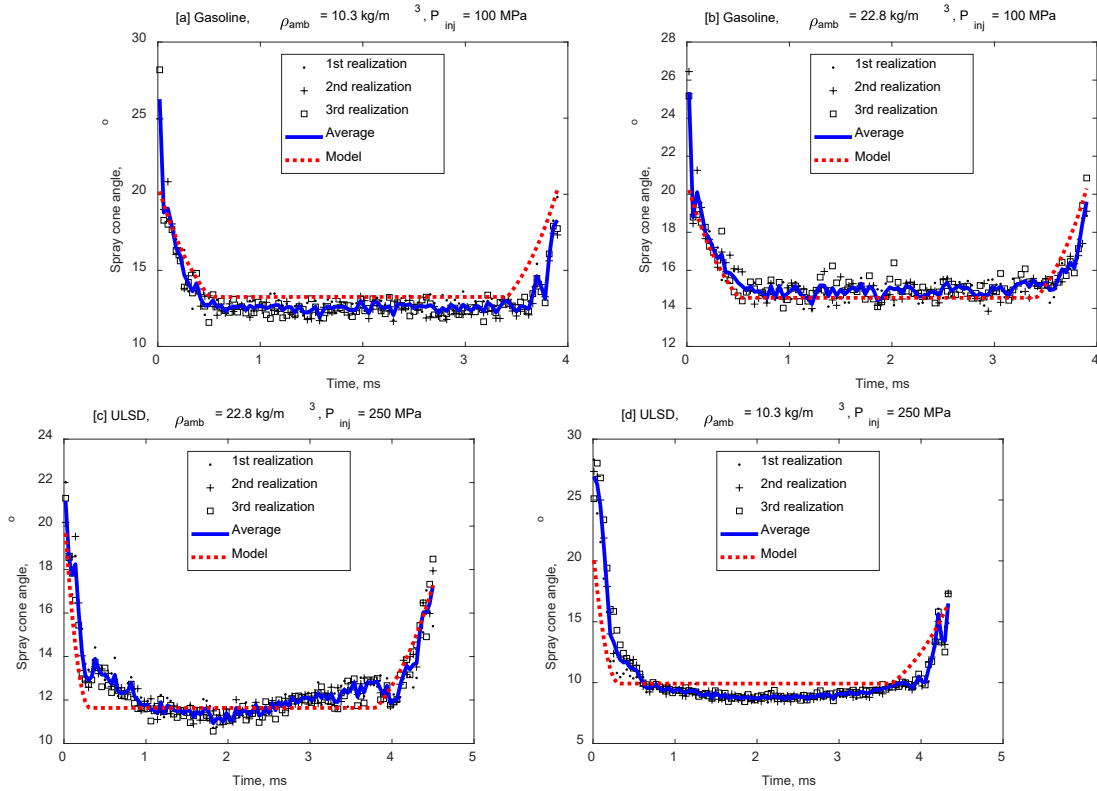 [a] Gasoline, ρamb = 10.3 kg/m 3, P inj = 100 MPa
30
25
20
15
10
Spray cone angle, o
1st realization
2nd realization
3rd realization
Average
Model
0 1 2 3 4
Time, ms
[b] Gasoline, ρamb = 22.8 kg/m 3, P inj = 100 MPa
28
26
24
22
20
18
16
14
12
Spray cone angle, o
1st realization
2nd realization
3rd realization
Average
Model
0 1 2 3 4
Time, ms
[c] ULSD, ρamb = 22.8 kg/m 3, P inj = 250 MPa
24
22
20
18
16
14
12
10
Spray cone angle, o
1st realization
2nd realization
3rd realization
Average
Model
0 1 2 3 4 5
Time, ms
[d] ULSD, ρamb = 10.3 kg/m 3, P inj = 250 MPa
30
25
20
15
10
5
Spray cone angle, o
1st realization
2nd realization
3rd realization
Average
Model
0 1 2 3 4 5
Time, ms